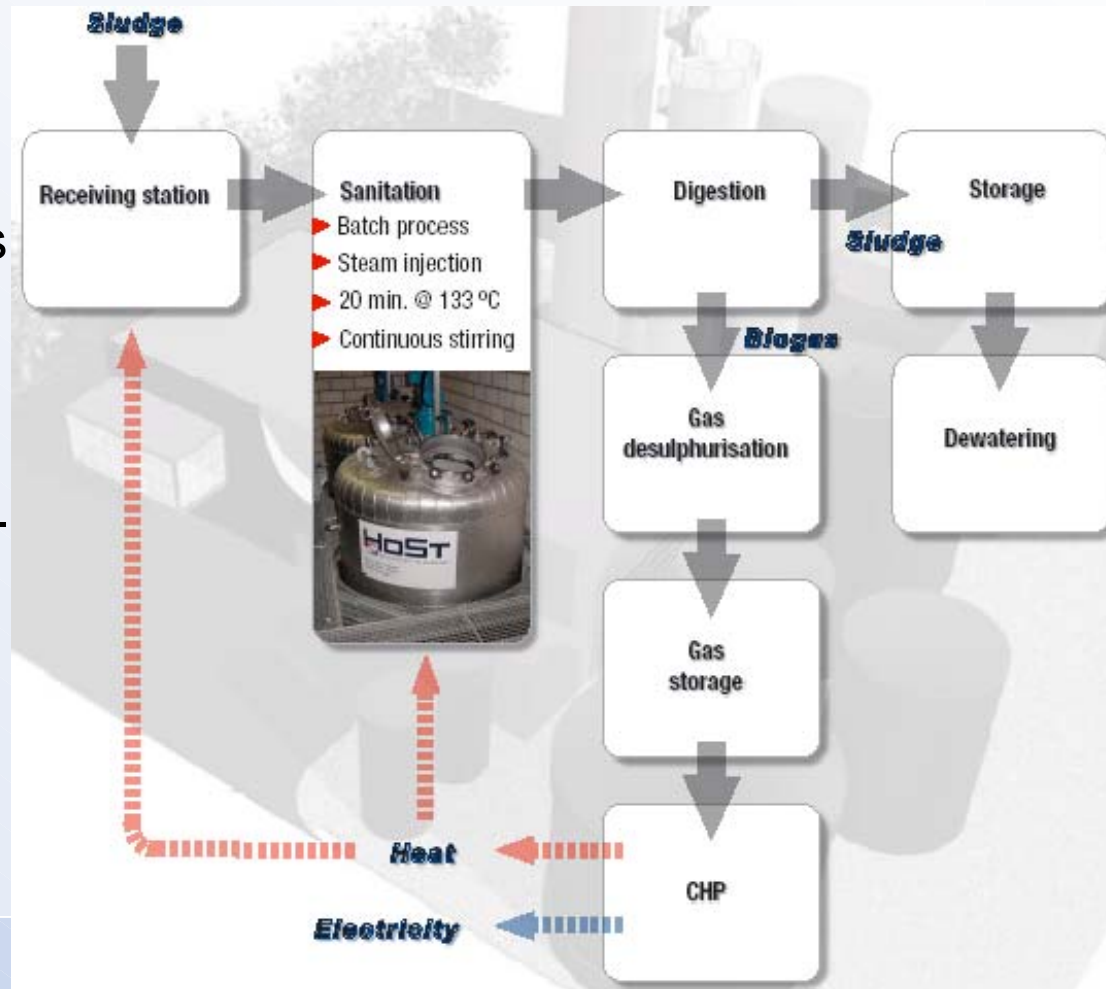 Sludge
Receiving station
Sanitation
Batch process
Steam injection
20 min. @ 133 ºC
Continuous stirring
HoSt
Digestion
Storage
Sludge
Biogas
Gas
desulphurisation
Dewatering
Gas
storage
Heat
CHP
Electricity
s
-